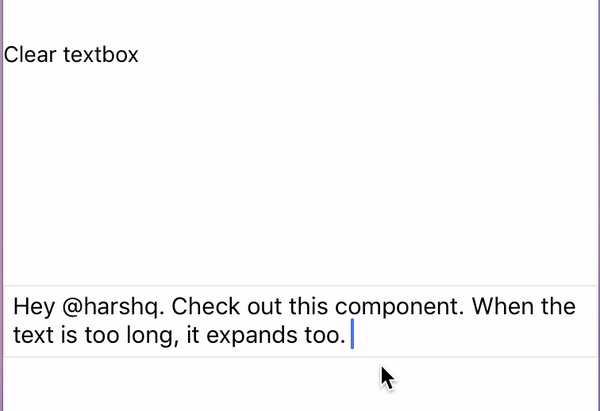 Clear textbox
Hey @harshq. Check out this component. When the
text is too long, it expands too.